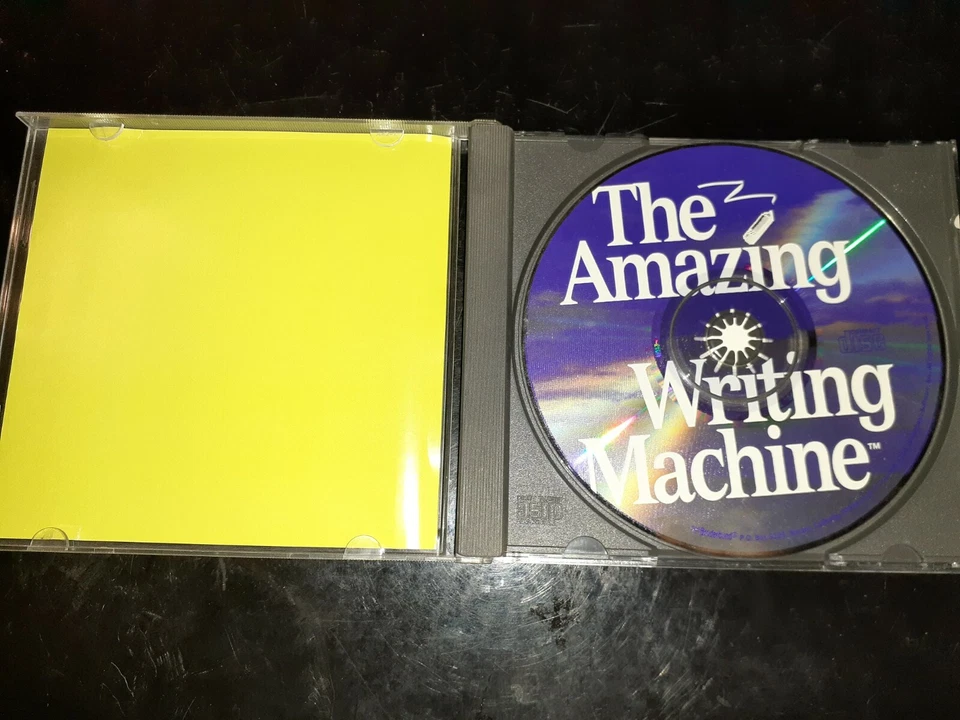 The
Amazing
Writing
Machine™